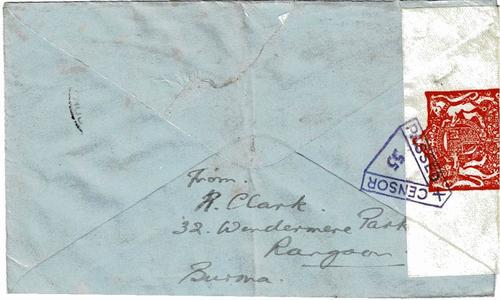 From.
R. Clark.
32. Windermere Park
Rangoon
Burma.
PASSED X
CENSOR
55